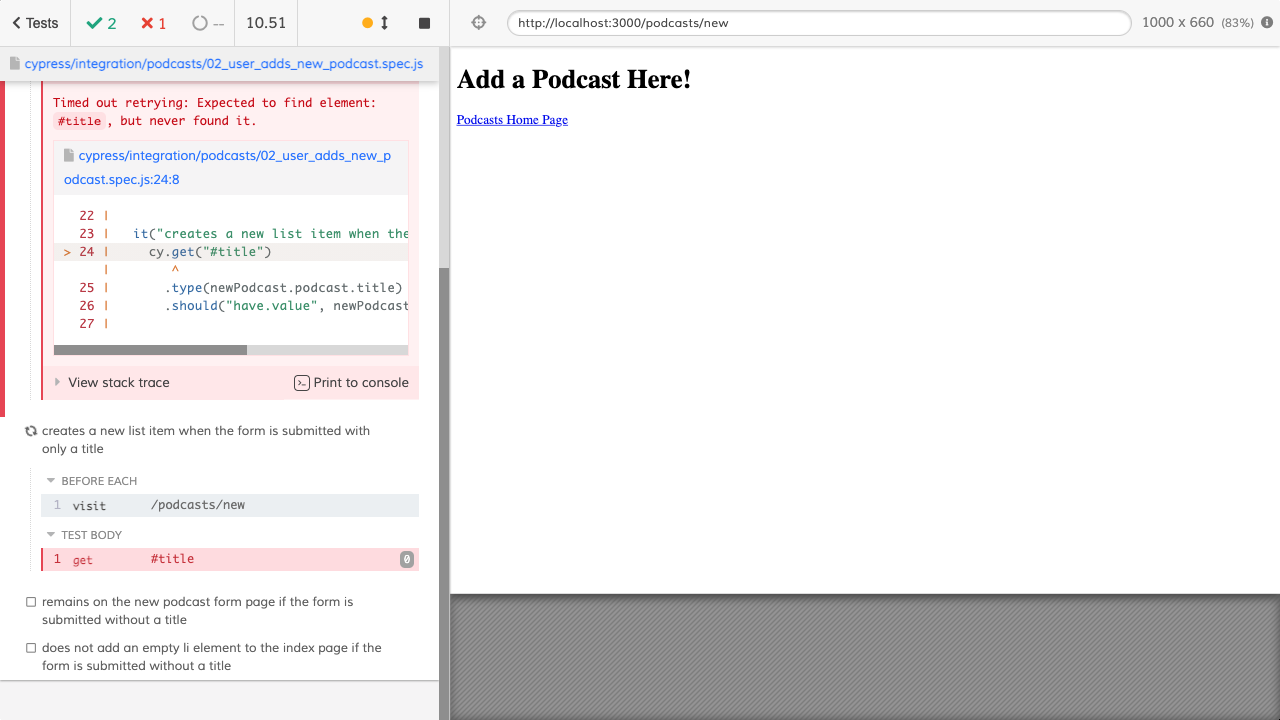 Tests 2 1 -- 10.51
http://localhost:3000/podcasts/new 1000 x 660 (83%)
cypress/integration/podcasts/02_user_adds_new_podcast.spec.js
Timed out retrying: Expected to find element:
#title, but never found it.
cypress/integration/podcasts/02_user_adds_new_p
odcast.spec.js:24:8
22 |
23 | it("creates a new list item when the
> 24 | cy.get("#title")
| ^
25 | .type(newPodcast.podcast.title)
26 | .should("have.value", newPodcast
27 |
View stack trace Print to console
creates a new list item when the form is submitted with
only a title
BEFORE EACH
1 visit /podcasts/new
TEST BODY
1 get #title 0
remains on the new podcast form page if the form is
submitted without a title
does not add an empty li element to the index page if the
form is submitted without a title
Add a Podcast Here!
Podcasts Home Page